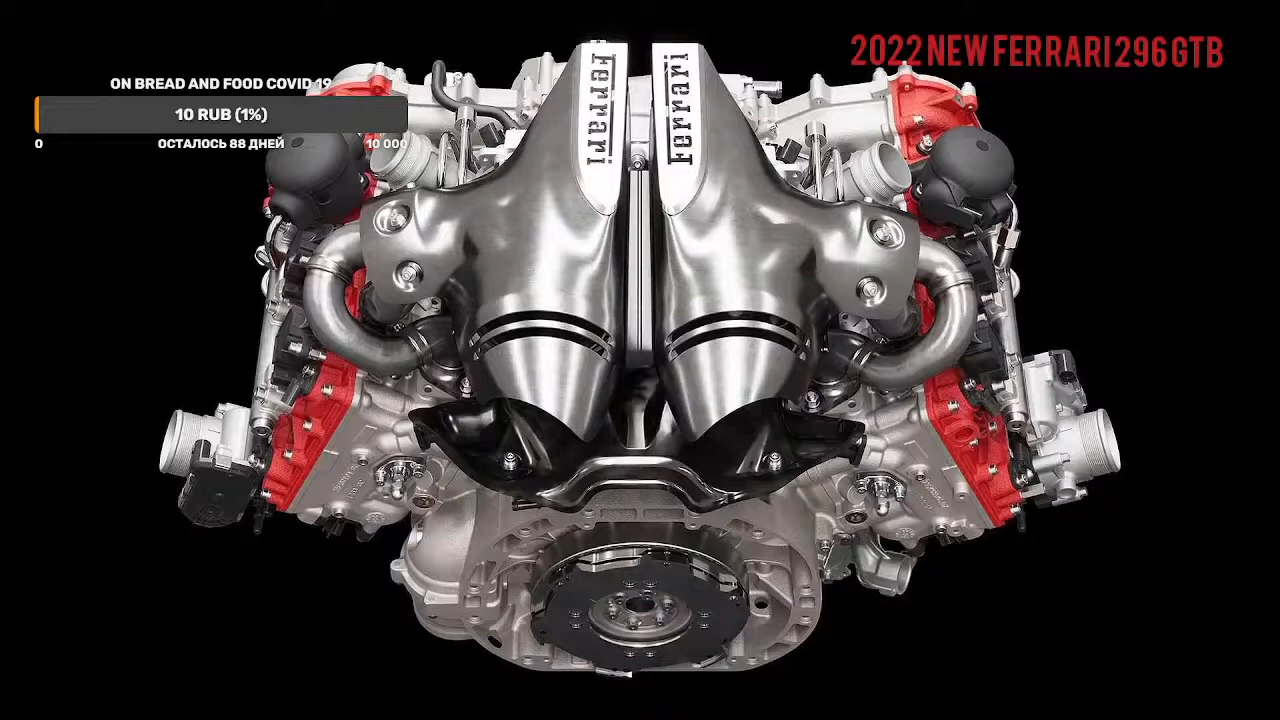 2022 NEW FERRARI 296 GTB
ON BREAD AND FOOD COVID-19
10 RUB (1%)
0
ОСТАЛОСЬ 88 ДНЕЙ
10 000
Ferrari
Ferrari